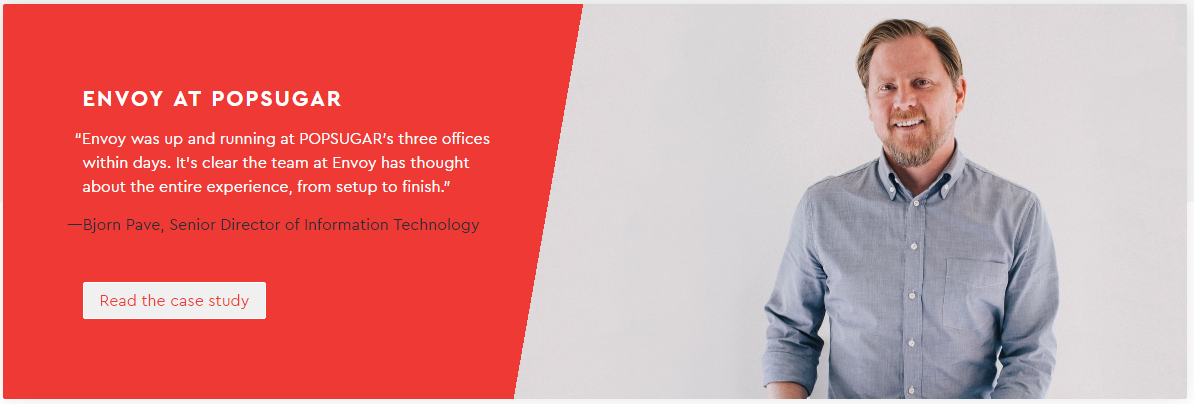 ENVOY AT POPSUGAR
“Envoy was up and running at POPSUGAR’s three offices
within days. It’s clear the team at Envoy has thought
about the entire experience, from setup to finish.”
—Bjorn Pave, Senior Director of Information Technology
Read the case study